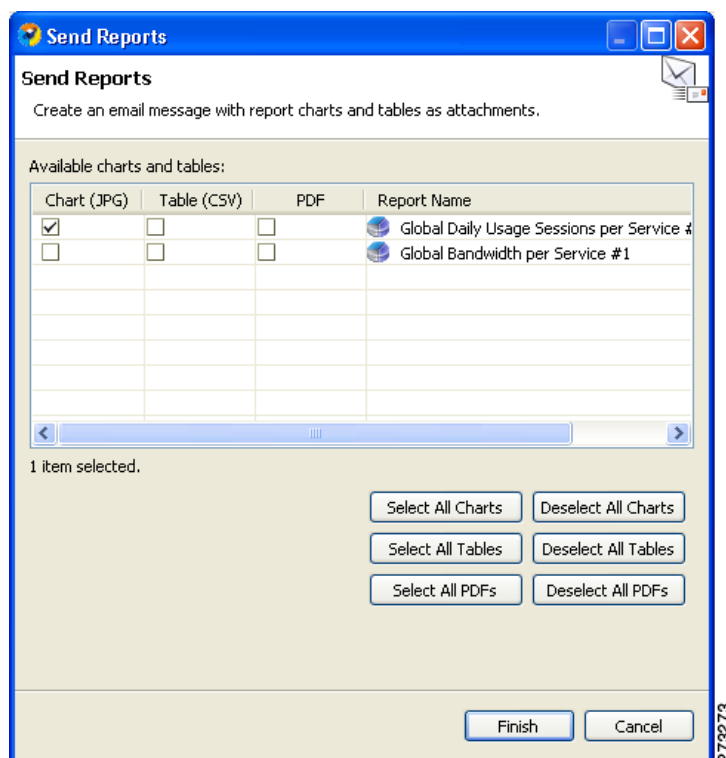 Send Reports
Send Reports
Create an email message with report charts and tables as attachments.
Available charts and tables:
Chart (JPG) Table (CSV) PDF Report Name
Global Daily Usage Sessions per Service #
Global Bandwidth per Service #1
1 item selected.
Select All Charts Deselect All Charts
Select All Tables Deselect All Tables
Select All PDFs Deselect All PDFs
Finish Cancel
273273